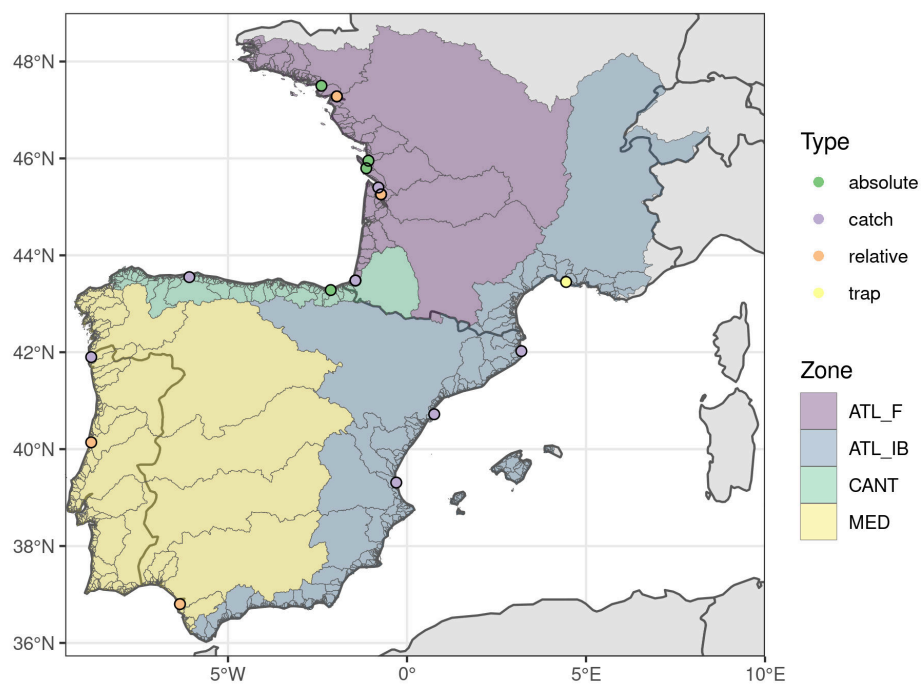 48°N
46°N
44°N
42°N
40°N
38°N
36°N
5°W
0°
5°E
10°E
Type
absolute
catch
relative
trap
Zone
ATL_F
ATL_IB
CANT
MED